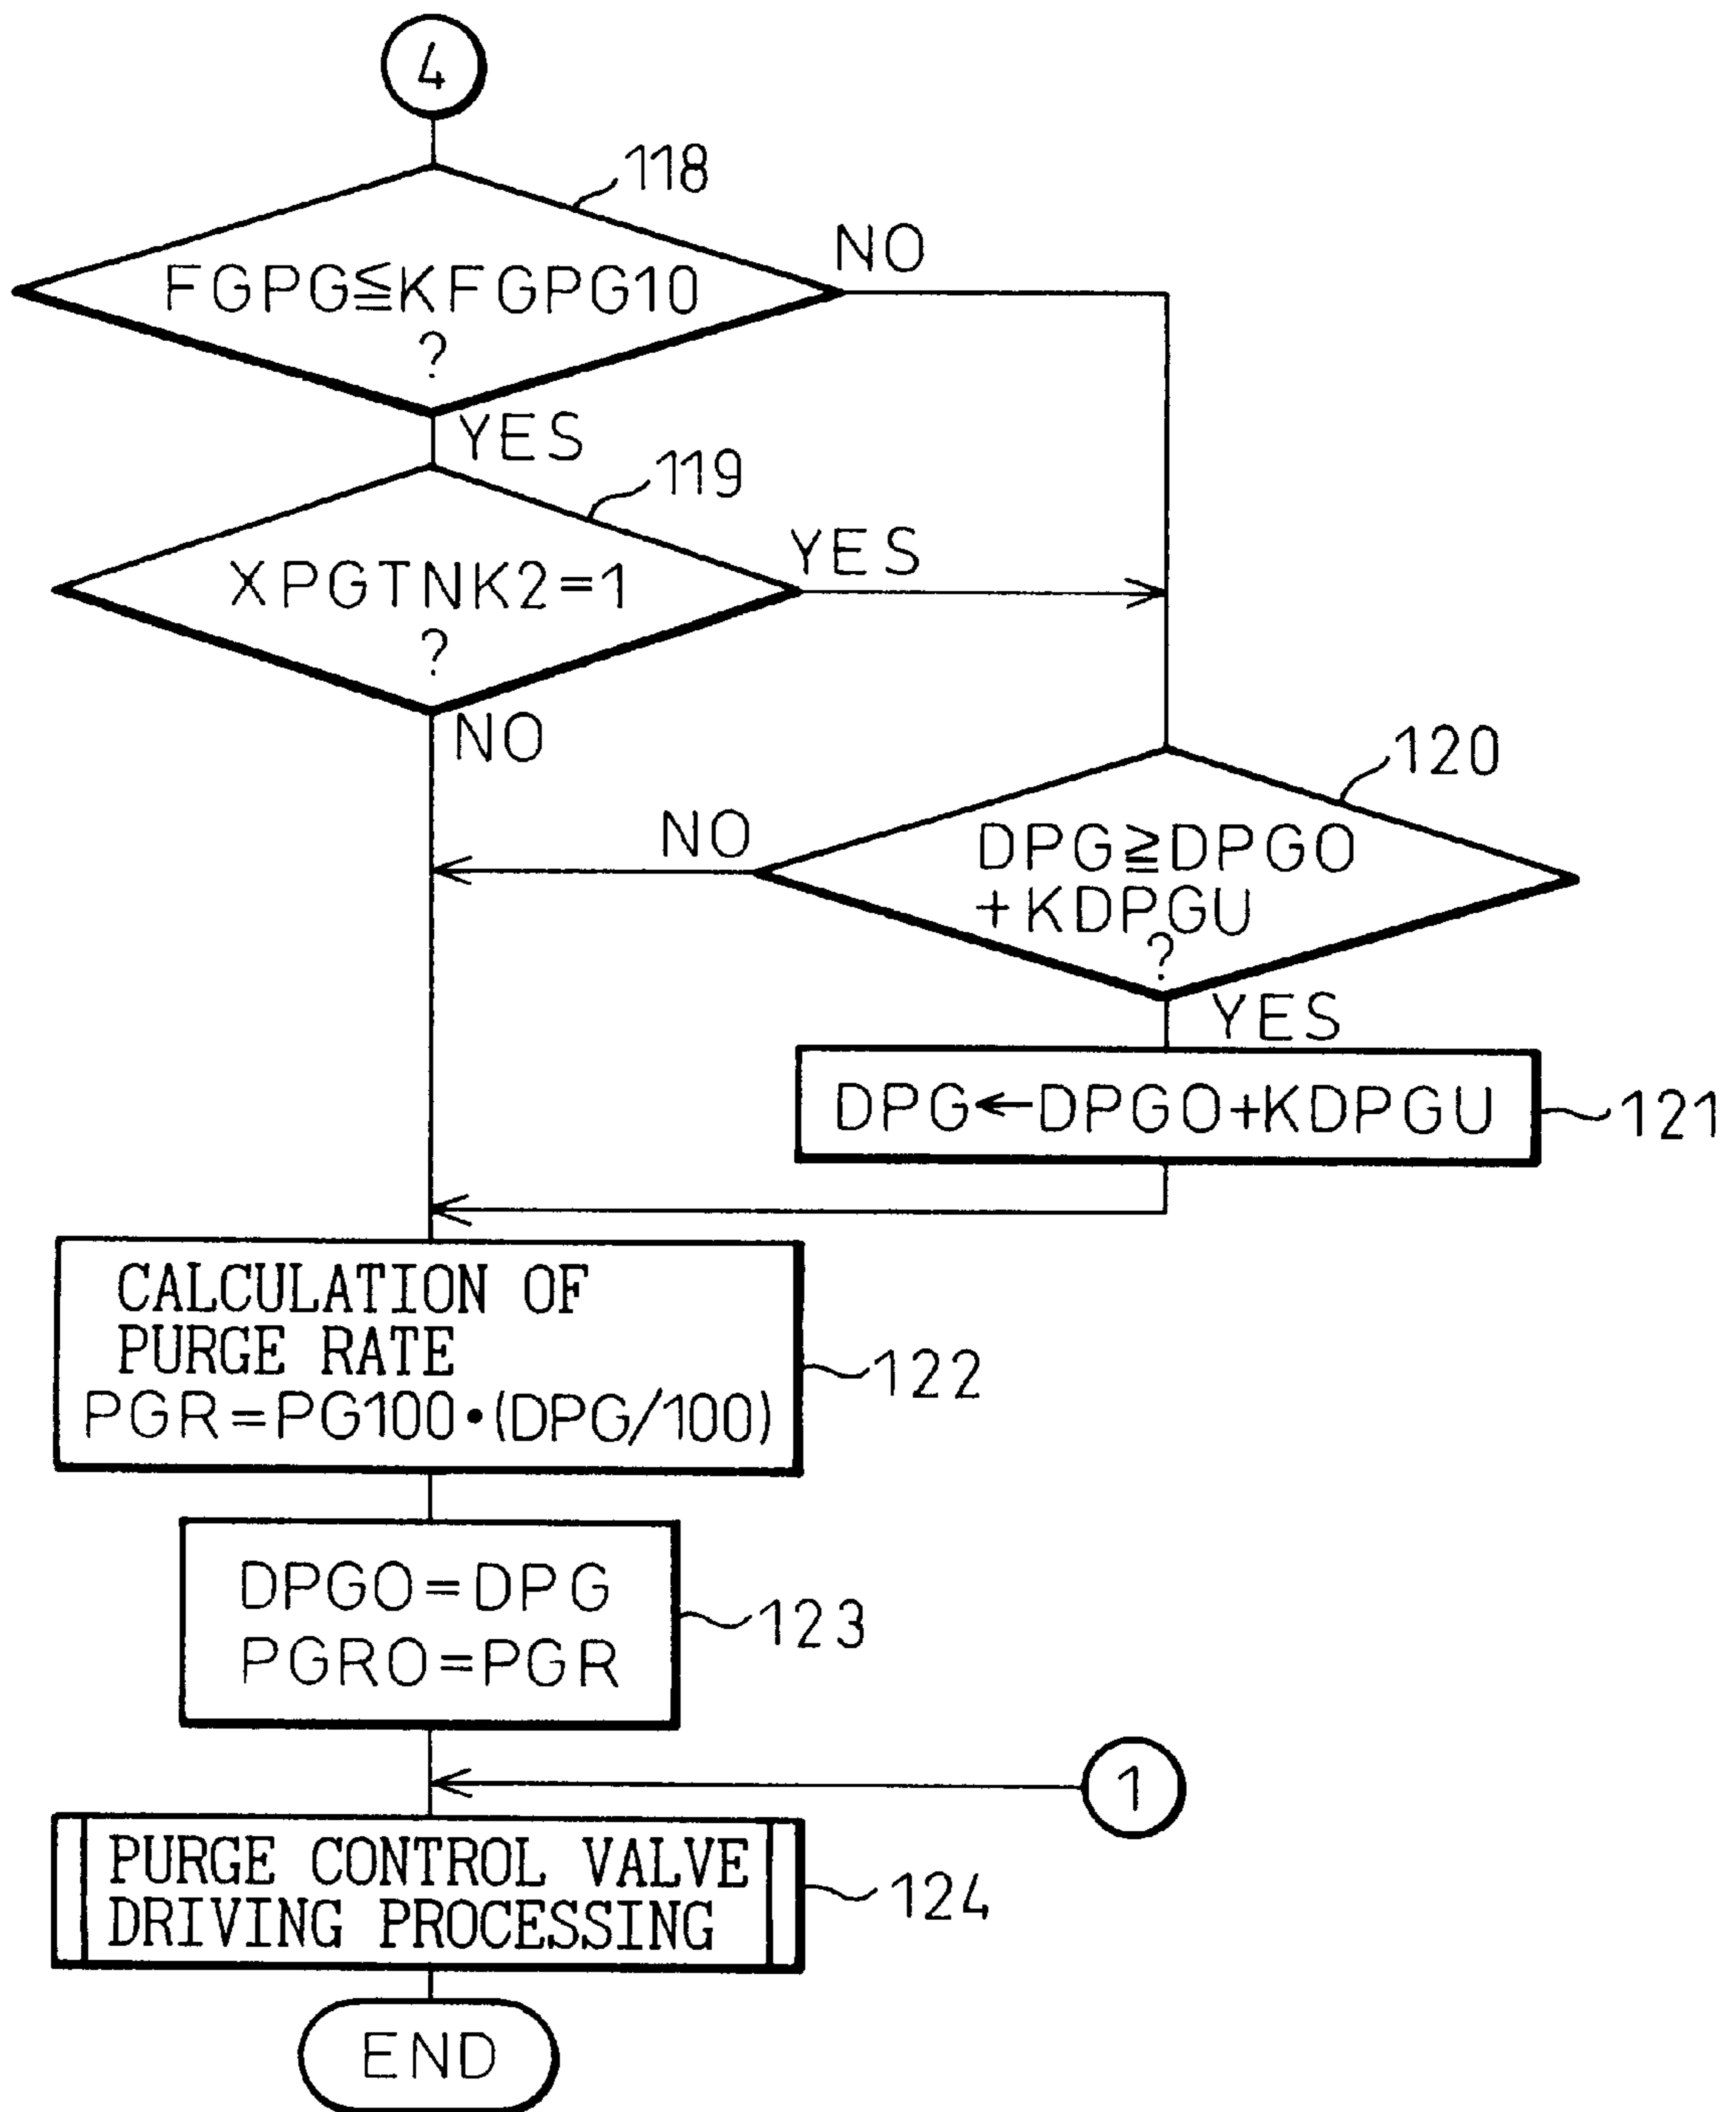 4
118
FGPG≦KFGPG10
?
NO
YES
119
XPGTNK2=1
?
YES
NO
120
DPG≧DPGO
+KDPGU
?
NO
YES
DPG←DPGO+KDPGU
121
CALCULATION OF
PURGE RATE
PGR=PG100•(DPG/100)
122
DPGO=DPG
PGRO=PGR
123
1
PURGE CONTROL VALVE
DRIVING PROCESSING
124
END